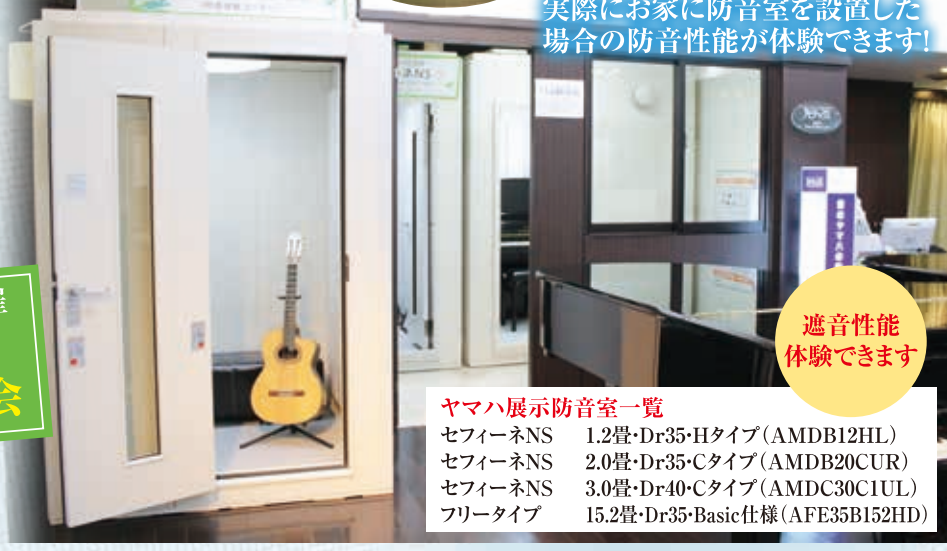 実際にお家に防音室を設置した
場合の防音性能が体験できます!
会
遮音性能
体験できます
ヤマハ展示防音室一覧
セフィーネNS 1.2畳・Dr35・Hタイプ(AMDB12HL)
セフィーネNS 2.0畳・Dr35・Cタイプ(AMDB20CUR)
セフィーネNS 3.0畳・Dr40・Cタイプ(AMDC30C1UL)
フリータイプ 15.2畳・Dr35・Basic仕様(AFE35B152HD)